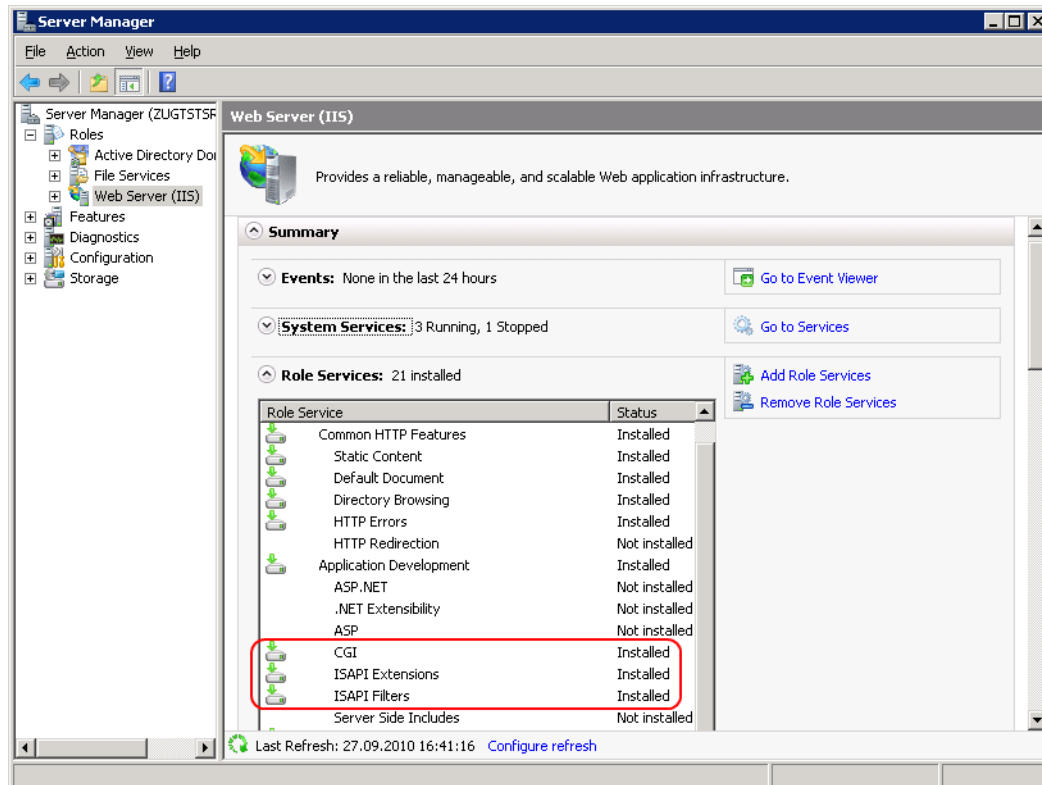 Server Manager
File Action View Help
Server Manager (ZUGTSTSR
Roles
Active Directory Do
File Services
Web Server (IIS)
Features
Diagnostics
Configuration
Storage
Web Server (IIS)
Provides a reliable, manageable, and scalable Web application infrastructure.
Summary
Events: None in the last 24 hours
Go to Event Viewer
System Services: 3 Running, 1 Stopped
Go to Services
Role Services: 21 installed
Add Role Services
Remove Role Services
Role Service Status
Common HTTP Features Installed
Static Content Installed
Default Document Installed
Directory Browsing Installed
HTTP Errors Installed
HTTP Redirection Not installed
Application Development Installed
ASP.NET Not installed
.NET Extensibility Not installed
ASP Not installed
CGI Installed
ISAPI Extensions Installed
ISAPI Filters Installed
Server Side Includes Not installed
Last Refresh: 27.09.2010 16:41:16 Configure refresh